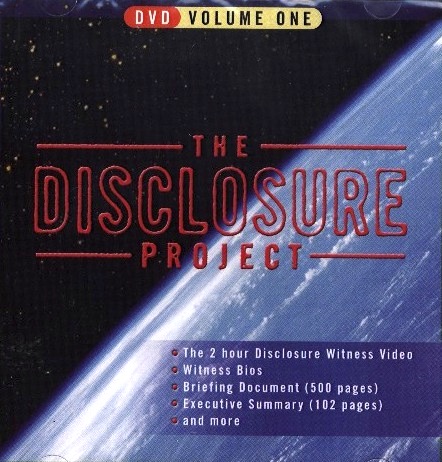 DVD VOLUME ONE
THE
DISCLOSURE
PROJECT
The 2 hour Disclosure Witness Video
Witness Bios
Briefing Document (500 pages)
Executive Summary (102 pages)
and more